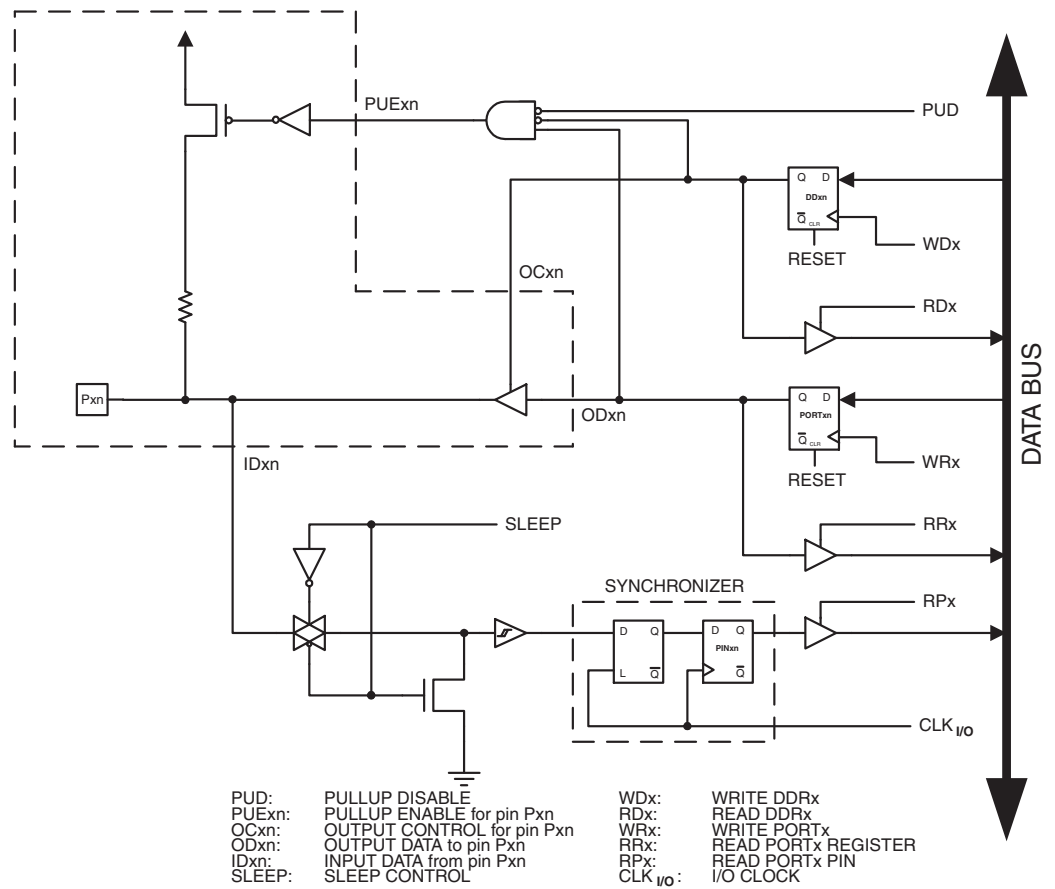 PUExn
PUD
Q D
DDxn
Q CLR
WDx
RESET
OCxn
RDx
Pxn
ODxn
Q D
PORTxn
Q CLR
WRx
RESET
IDxn
SLEEP
RRx
SYNCHRONIZER
RPx
D Q
L Q
D Q
PINxn
Q
CLK I/O
DATA BUS
PUD: PULLUP DISABLE
PUExn: PULLUP ENABLE for pin Pxn
OCxn: OUTPUT CONTROL for pin Pxn
ODxn: OUTPUT DATA to pin Pxn
IDxn: INPUT DATA from pin Pxn
SLEEP: SLEEP CONTROL
WDx: WRITE DDRx
RDx: READ DDRx
WRx: WRITE PORTx
RRx: READ PORTx REGISTER
RPx: READ PORTx PIN
CLK I/O: I/O CLOCK